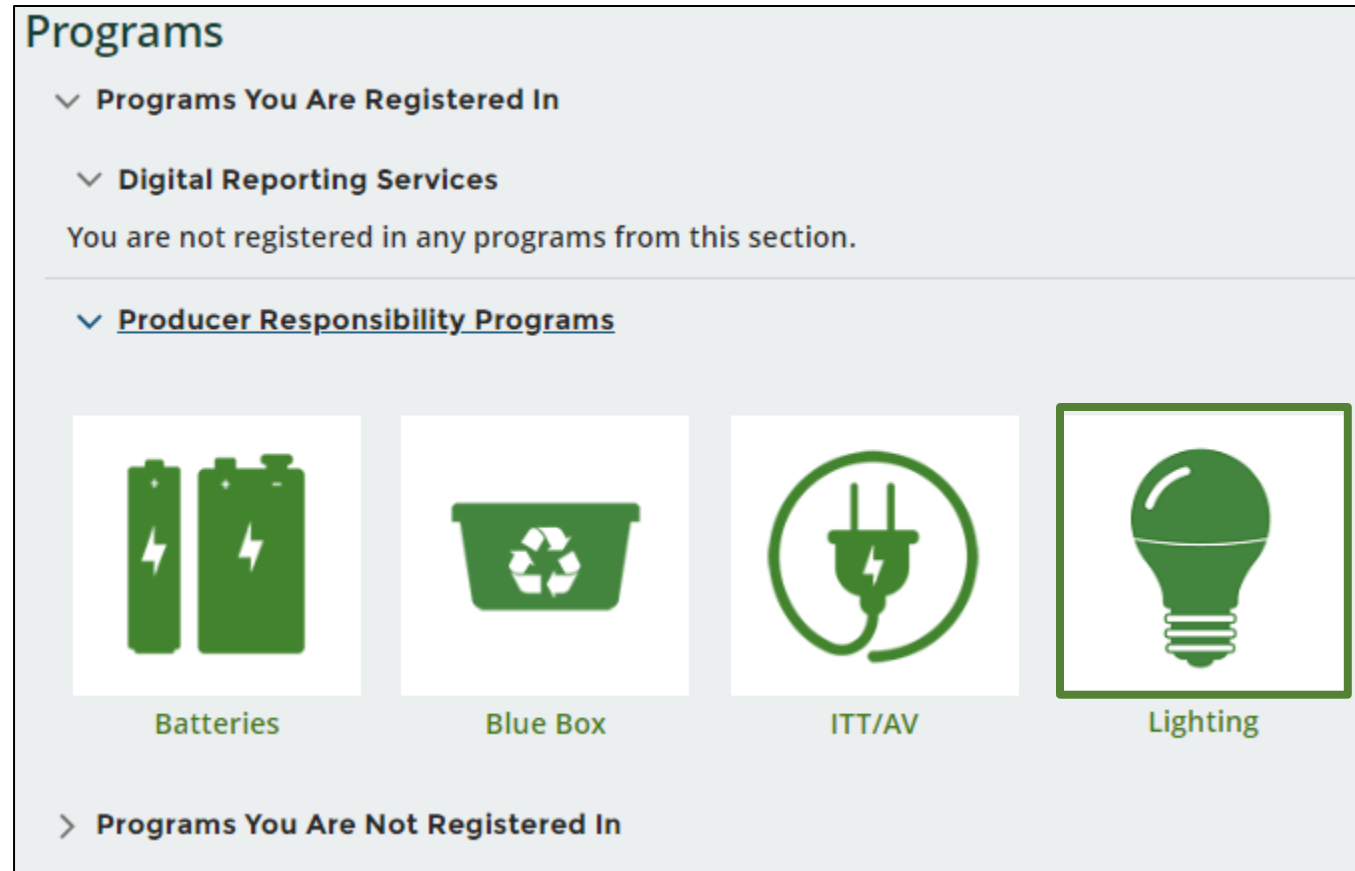 Programs
Programs You Are Registered In
Digital Reporting Services
You are not registered in any programs from this section.
Producer Responsibility Programs
Batteries
Blue Box
ITT/AV
Lighting
Programs You Are Not Registered In